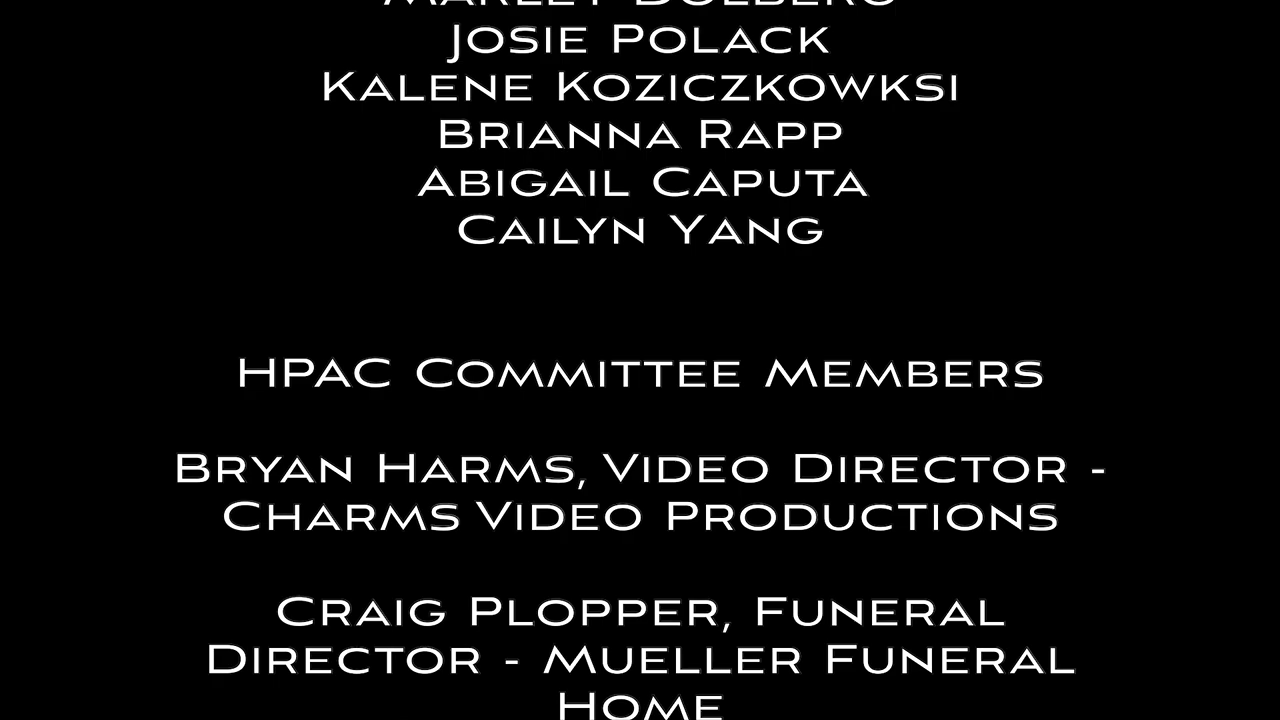 Josie Polack
Kalene Koziczkowksi
Brianna Rapp
Abigail Caputa
Cailyn Yang
HPAC Committee Members
Bryan Harms, Video Director -
Charms Video Productions
Craig Plopper, Funeral
Director - Mueller Funeral
Home